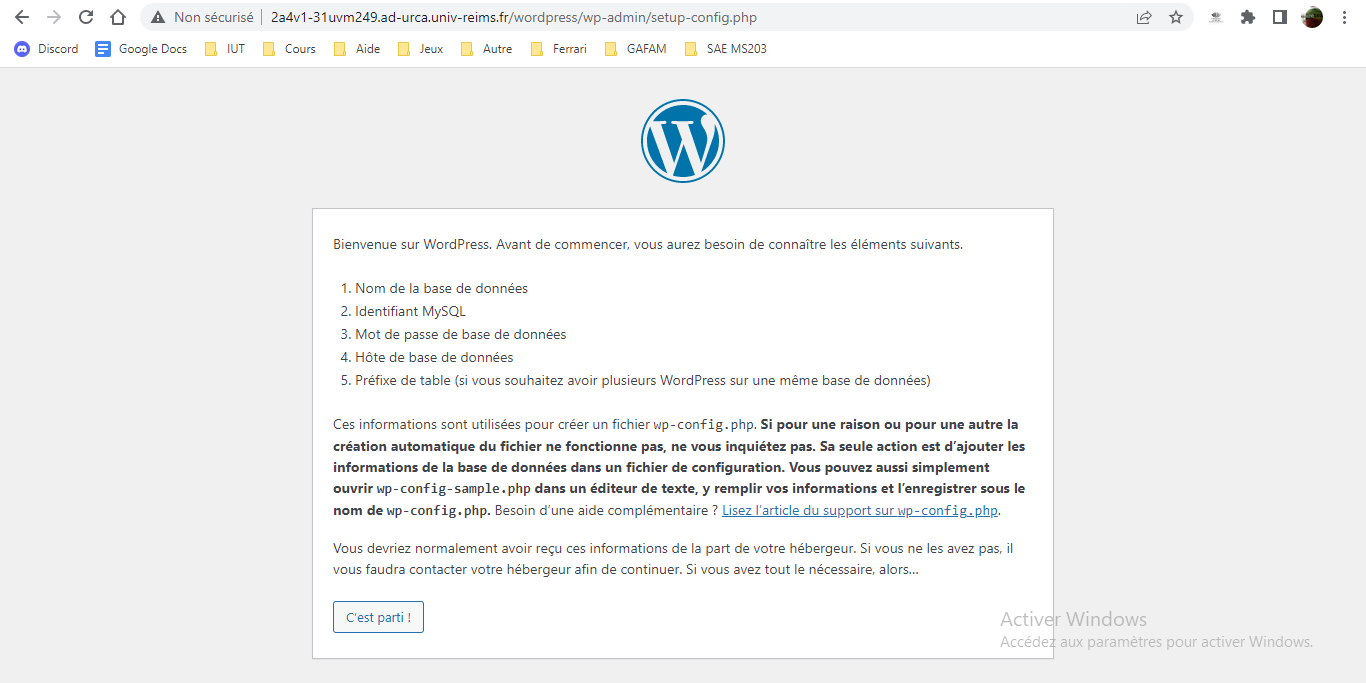 Non sécurisé | 2a4v1-31uvm249.ad-urca.univ-reims.fr/wordpress/wp-admin/setup-config.php
Discord Google Docs IUT Cours Aide Jeux Autre Ferrari GAFAM SAE MS203
Bienvenue sur WordPress. Avant de commencer, vous aurez besoin de connaître les éléments suivants.
1. Nom de la base de données
2. Identifiant MySQL
3. Mot de passe de base de données
4. Hôte de base de données
5. Préfixe de table (si vous souhaitez avoir plusieurs WordPress sur une même base de données)
Ces informations sont utilisées pour créer un fichier wp-config.php. Si pour une raison ou pour une autre la
création automatique du fichier ne fonctionne pas, ne vous inquiétez pas. Sa seule action est d’ajouter les
informations de la base de données dans un fichier de configuration. Vous pouvez aussi simplement
ouvrir wp-config-sample.php dans un éditeur de texte, y remplir vos informations et l’enregistrer sous le
nom de wp-config.php. Besoin d’une aide complémentaire ? Lisez l’article du support sur wp-config.php.
Vous devriez normalement avoir reçu ces informations de la part de votre hébergeur. Si vous ne les avez pas, il
vous faudra contacter votre hébergeur afin de continuer. Si vous avez tout le nécessaire, alors…
C’est parti !
Activer Windows
Accédez aux paramètres pour activer Windows.